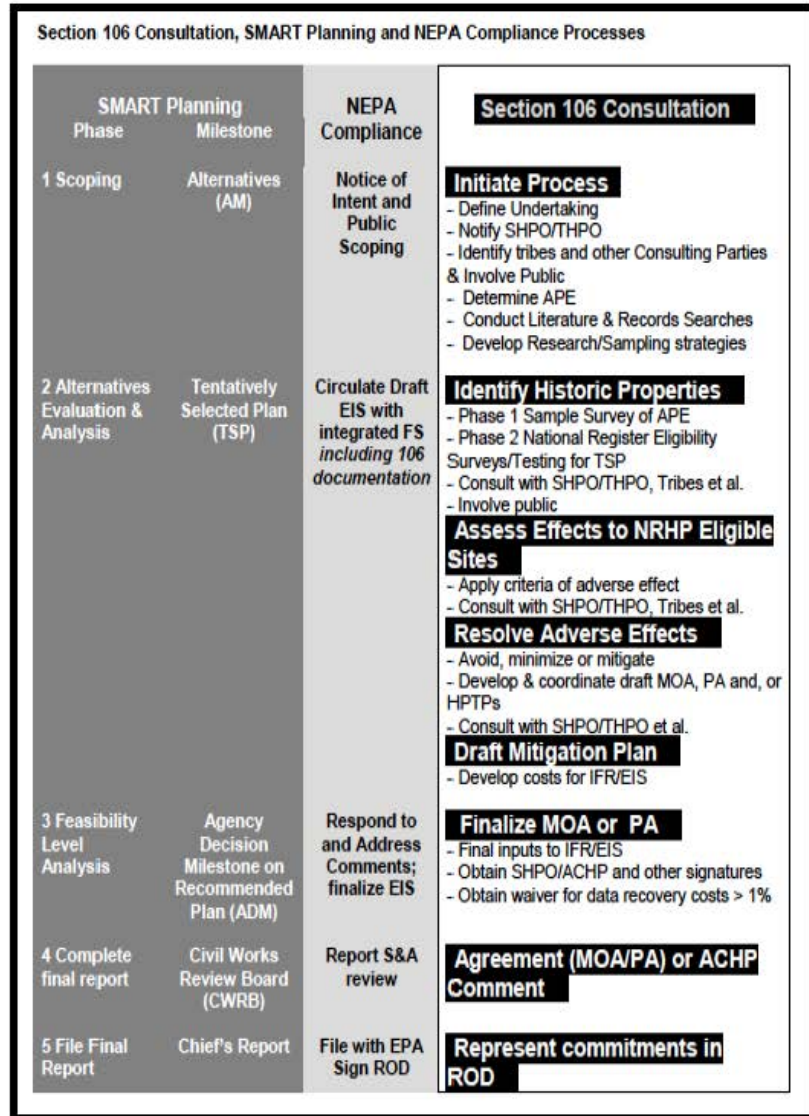 Section 106 Consultation, SMART Planning and NEPA Compliance Processes
SMART Planning
Phase
Milestone
NEPA
Compliance
Section 106 Consultation
1 Scoping
Alternatives
(AM)
Notice of
Intent and
Public
Scoping
Initiate Process
- Define Undertaking
- Notify SHPO/THPO
- Identify tribes and other Consulting Parties
& Involve Public
- Determine APE
- Conduct Literature & Records Searches
- Develop Research/Sampling strategies
2 Alternatives
Evaluation &
Analysis
Tentatively
Selected Plan
(TSP)
Circulate Draft
EIS with
integrated FS
including 106
documentation
Identify Historic Properties
- Phase 1 Sample Survey of APE
- Phase 2 National Register Eligibility
Surveys/Testing for TSP
- Consult with SHPO/THPO, Tribes et al.
- Involve public
Assess Effects to NRHP Eligible
Sites
- Apply criteria of adverse effect
- Consult with SHPO/THPO, Tribes et al.
Resolve Adverse Effects
- Avoid, minimize or mitigate
- Develop & coordinate draft MOA, PA and, or
HPTPs
- Consult with SHPO/THPO et al.
Draft Mitigation Plan
- Develop costs for IFR/EIS
3 Feasibility
Level
Analysis
Agency
Decision
Milestone on
Recommended
Plan (ADM)
Respond to
and Address
Comments;
finalize EIS
Finalize MOA or PA
- Final inputs to IFR/EIS
- Obtain SHPO/ACHP and other signatures
- Obtain waiver for data recovery costs > 1%
4 Complete
final report
Civil Works
Review Board
(CWRB)
Report S&A
review
Agreement (MOA/PA) or ACHP
Comment
5 File Final
Report
Chief's Report
File with EPA
Sign ROD
Represent commitments in
ROD